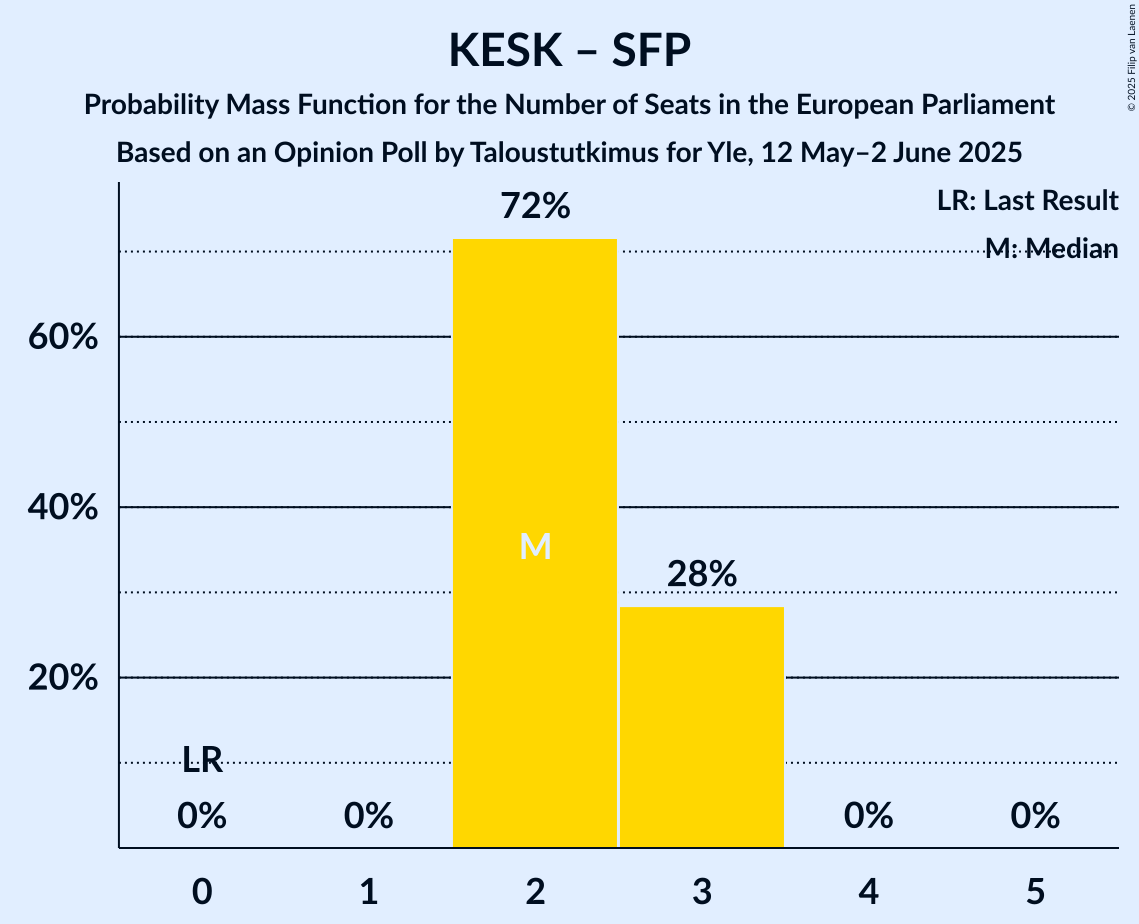 KESK – SFP
Probability Mass Function for the Number of Seats in the European Parliament
Based on an Opinion Poll by Taloustutkimus for Yle, 12 May–2 June 2025
© 2025 Filip van Laenen
LR: Last Result
M: Median
72%
60%
40%
M
28%
20%
LR
0%
0%
0%
0%
0 1 2 3 4 5